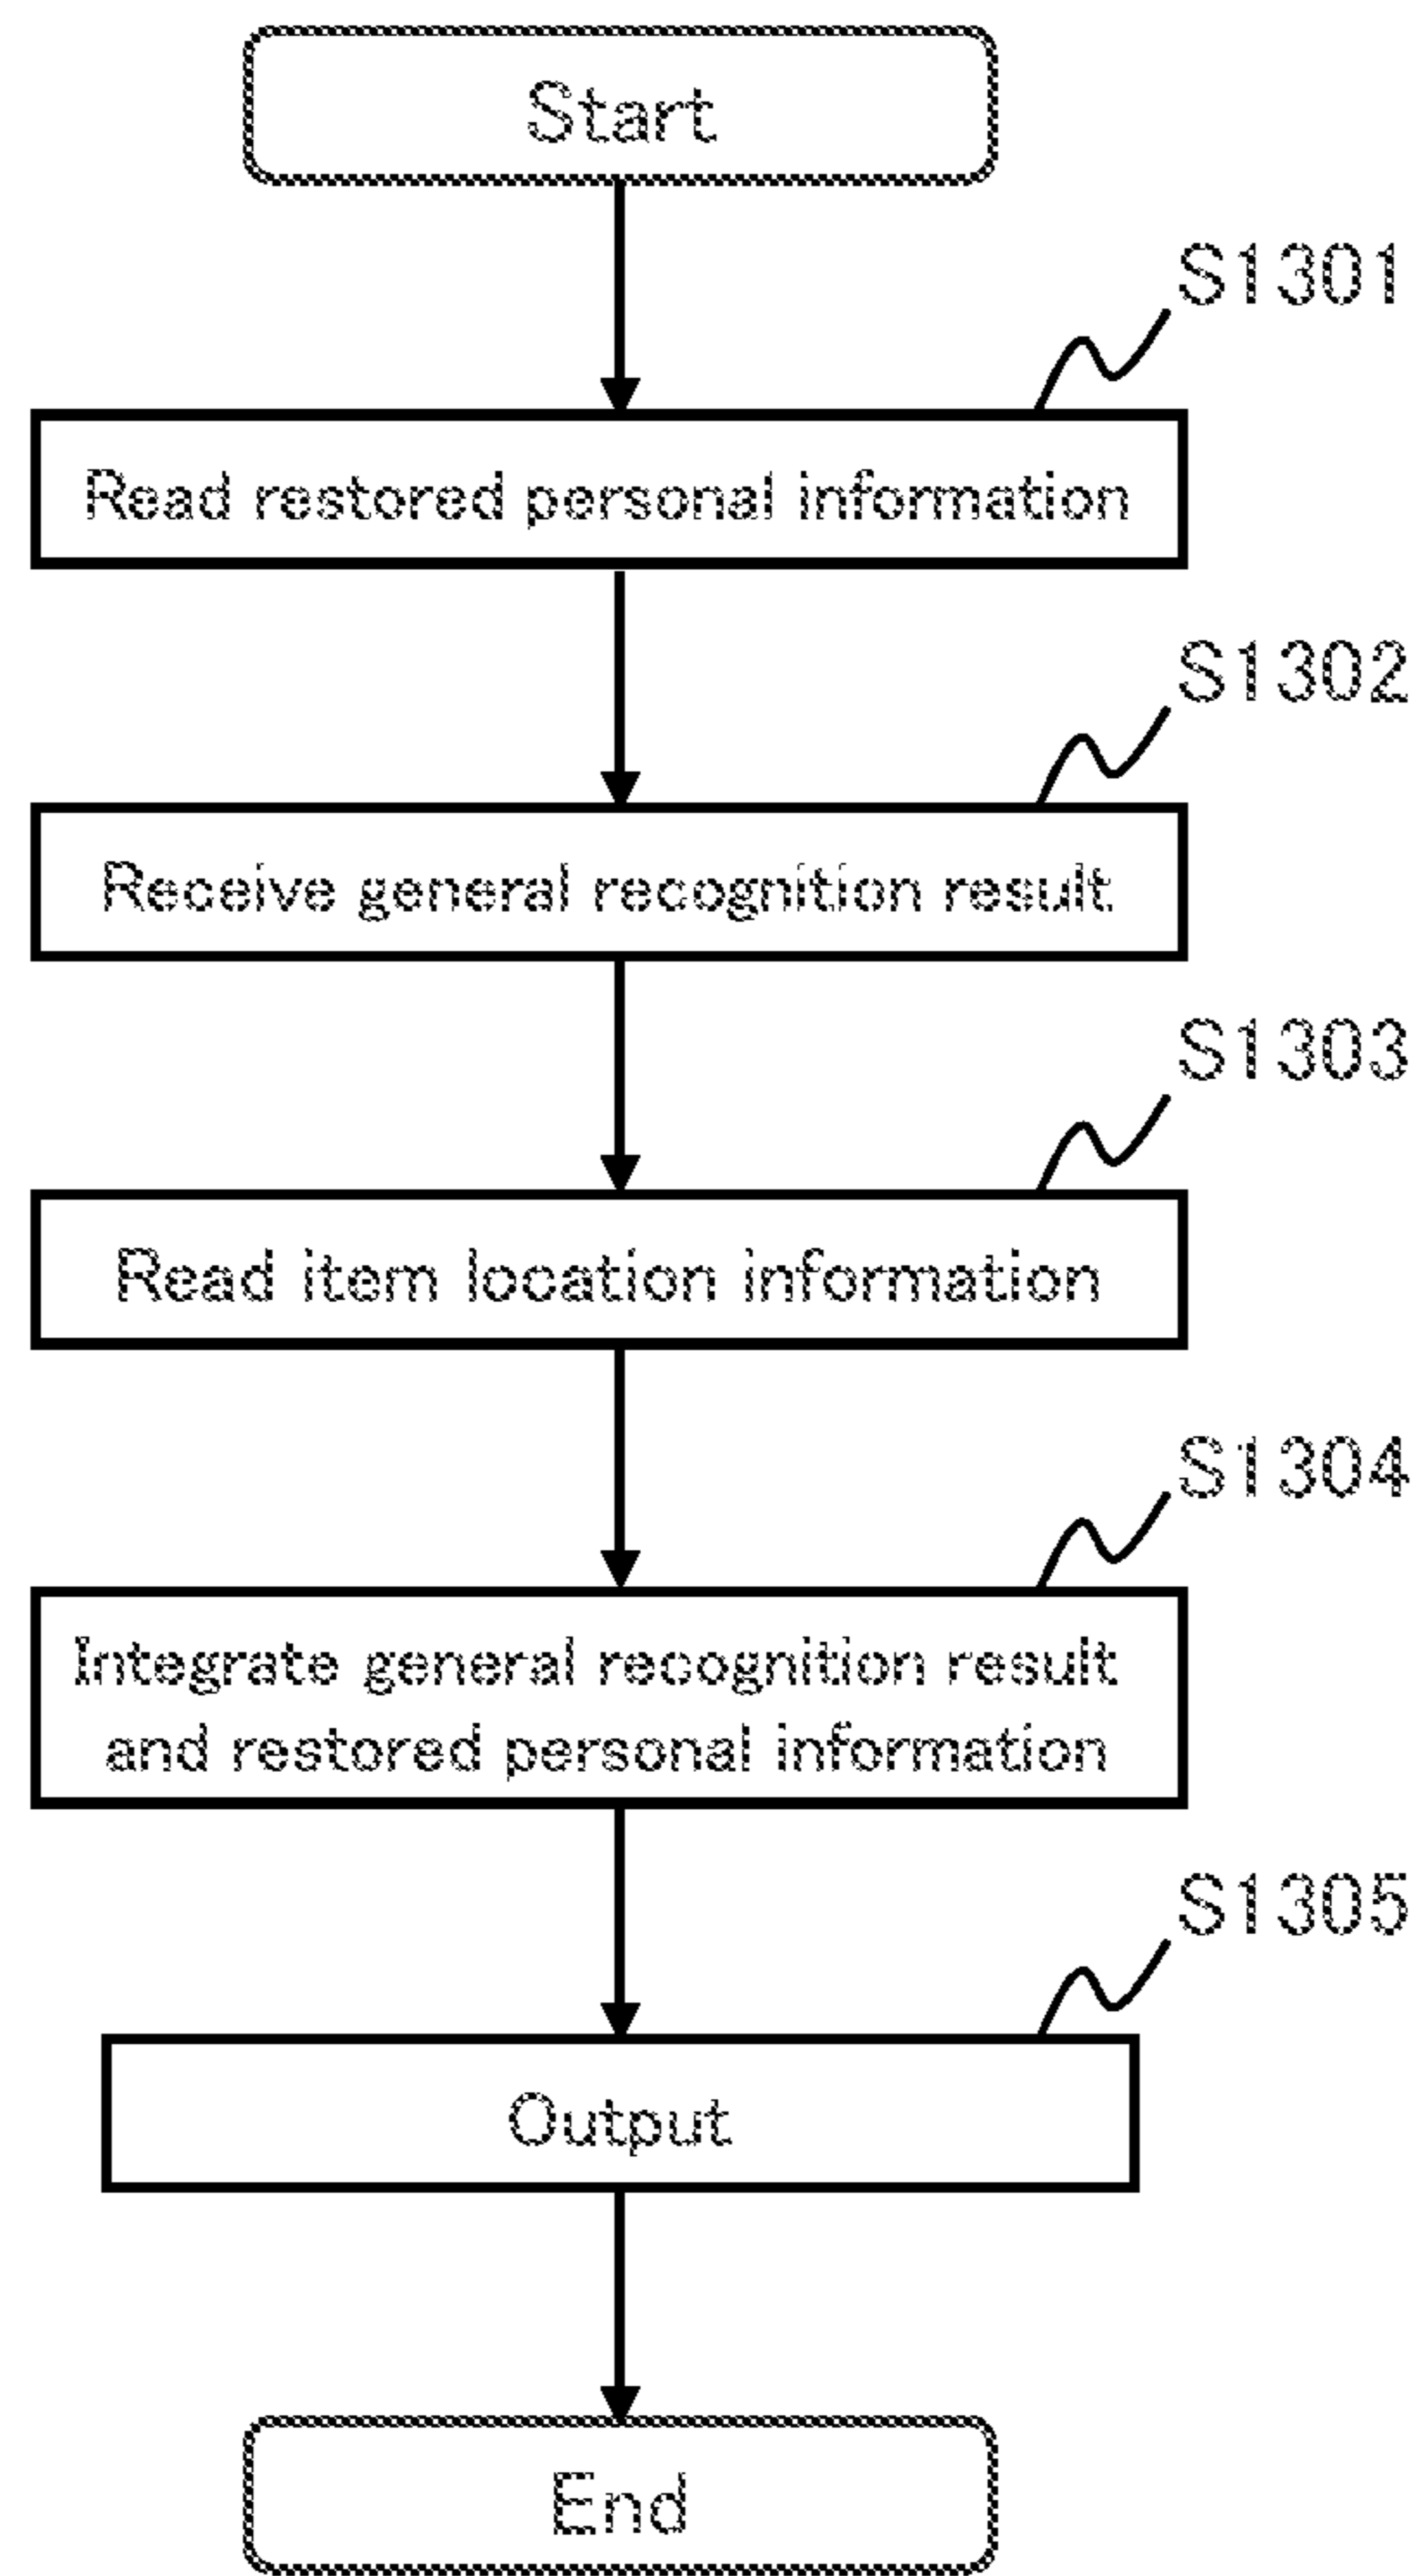 Start
S1301
Read restored personal information
S1302
Receive general recognition result
S1303
Read item location information
S1304
Integrate general recognition result
and restored personal information
S1305
Output
End